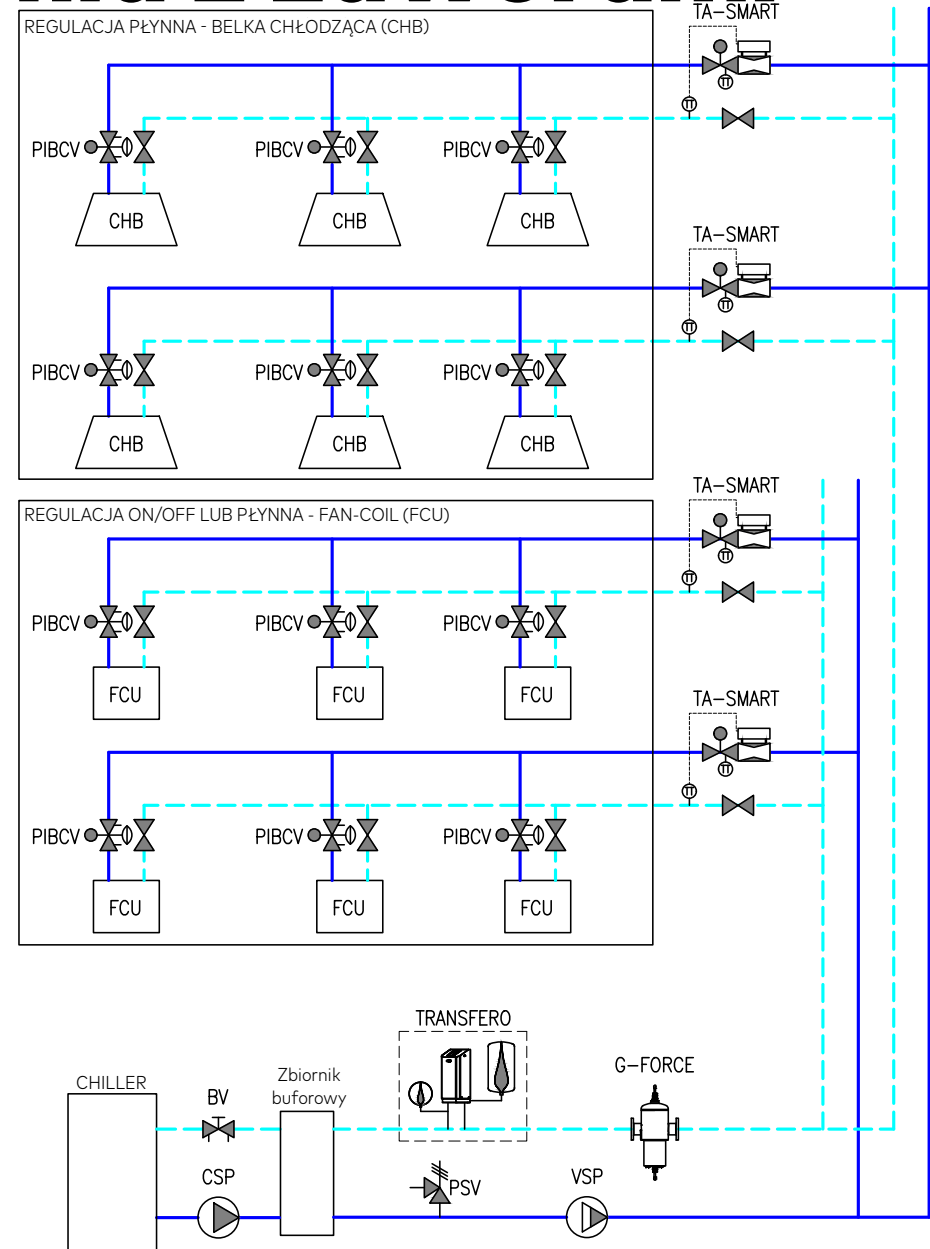 REGULACJA PŁYNNA - BELKA CHŁODZĄCA (CHB)
TA-SMART
PIBCV PIBCV PIBCV
CHB CHB CHB
TA-SMART
PIBCV PIBCV PIBCV
CHB CHB CHB
REGULACJA ON/OFF LUB PŁYNNA - FAN-COIL (FCU)
TA-SMART
PIBCV PIBCV PIBCV
FCU FCU FCU
TA-SMART
PIBCV PIBCV PIBCV
FCU FCU FCU
TRANSFERO
G-FORCE
CHILLER
BV
Zbiornik
buforowy
CSP
PSV
VSP